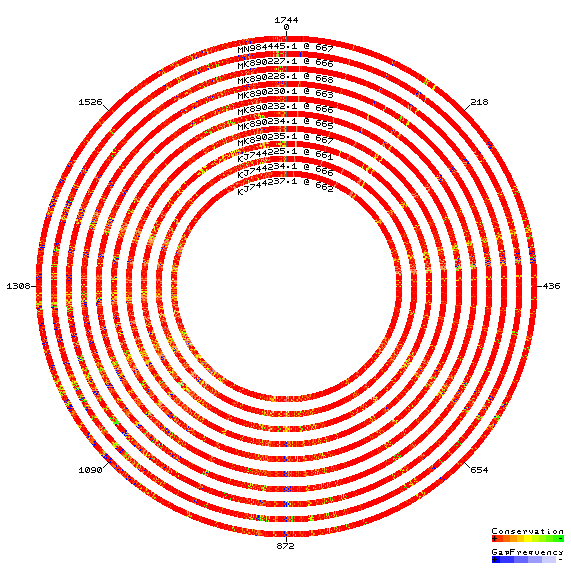 1744
0
MN984445.1 @ 667
MK890227.1 @ 666
MK890228.1 @ 668
MK890230.1 @ 663
MK890232.1 @ 666
MK890234.1 @ 665
MK890235.1 @ 667
KJ744225.1 @ 661
KJ744234.1 @ 666
KJ744237.1 @ 662
1526
218
1308
436
1090
654
872
Conservation
+ -
GapFrequency
+ -